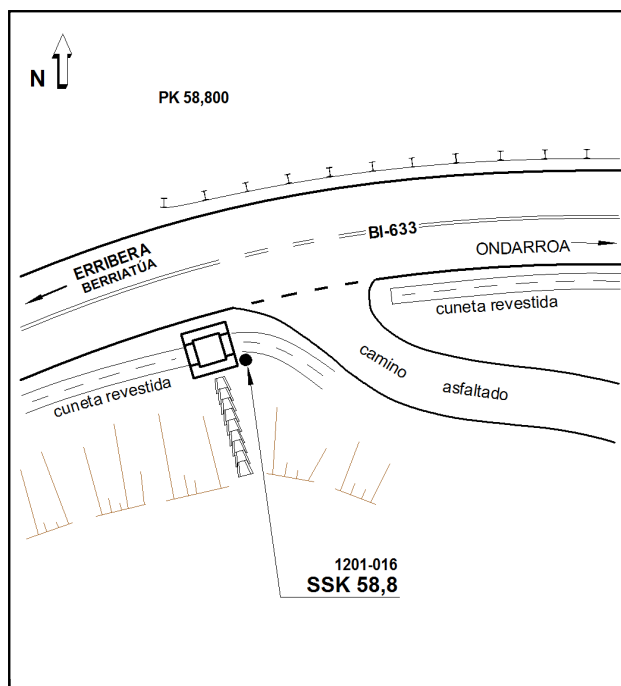 N
PK 58,800
BI-633
ERRIBERA
BERRIATÚA
ONDARROA
cuneta revestida
camino
asfaltado
cuneta revestida
1201-016
SSK 58,8